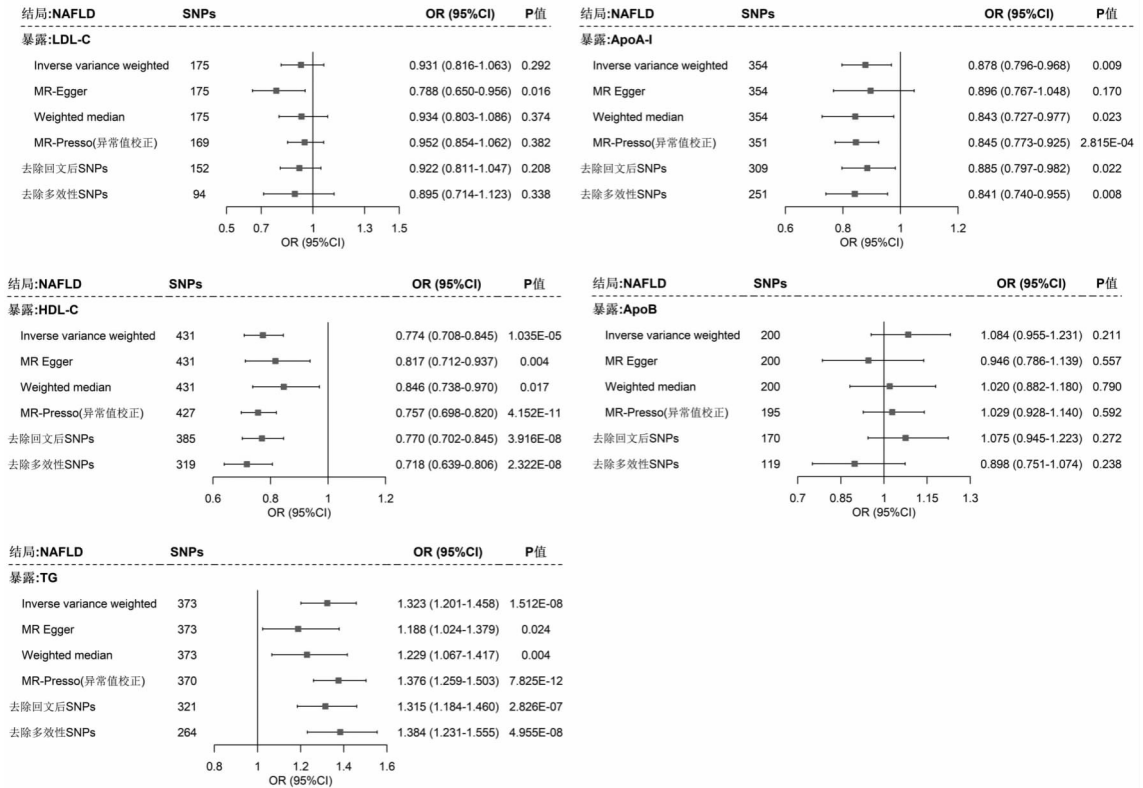 结局:NAFLD SNPs OR (95%CI) P值
暴露:LDL-C
Inverse variance weighted 175 0.931 (0.816-1.063) 0.292
MR-Egger 175 0.788 (0.650-0.956) 0.016
Weighted median 175 0.934 (0.803-1.086) 0.374
MR-Presso(异常值校正) 169 0.952 (0.854-1.062) 0.382
去除回文后SNPs 152 0.922 (0.811-1.047) 0.208
去除多效性SNPs 94 0.895 (0.714-1.123) 0.338
0.5 0.7 1 1.3 1.5
OR (95%CI)
结局:NAFLD SNPs OR (95%CI) P值
暴露:ApoA-I
Inverse variance weighted 354 0.878 (0.796-0.968) 0.009
MR Egger 354 0.896 (0.767-1.048) 0.170
Weighted median 354 0.843 (0.727-0.977) 0.023
MR-Presso(异常值校正) 351 0.845 (0.773-0.925) 2.815E-04
去除回文后SNPs 309 0.885 (0.797-0.982) 0.022
去除多效性SNPs 251 0.841 (0.740-0.955) 0.008
0.6 0.8 1 1.2
OR (95%CI)
结局:NAFLD SNPs OR (95%CI) P值
暴露:HDL-C
Inverse variance weighted 431 0.774 (0.708-0.845) 1.035E-05
MR Egger 431 0.817 (0.712-0.937) 0.004
Weighted median 431 0.846 (0.738-0.970) 0.017
MR-Presso(异常值校正) 427 0.757 (0.698-0.820) 4.152E-11
去除回文后SNPs 385 0.770 (0.702-0.845) 3.916E-08
去除多效性SNPs 319 0.718 (0.639-0.806) 2.322E-08
0.6 0.8 1 1.2
OR (95%CI)
结局:NAFLD SNPs OR (95%CI) P值
暴露:ApoB
Inverse variance weighted 200 1.084 (0.955-1.231) 0.211
MR Egger 200 0.946 (0.786-1.139) 0.557
Weighted median 200 1.020 (0.882-1.180) 0.790
MR-Presso(异常值校正) 195 1.029 (0.928-1.140) 0.592
去除回文后SNPs 170 1.075 (0.945-1.223) 0.272
去除多效性SNPs 119 0.898 (0.751-1.074) 0.238
0.7 0.85 1 1.15 1.3
OR (95%CI)
结局:NAFLD SNPs OR (95%CI) P值
暴露:TG
Inverse variance weighted 373 1.323 (1.201-1.458) 1.512E-08
MR Egger 373 1.188 (1.024-1.379) 0.024
Weighted median 373 1.229 (1.067-1.417) 0.004
MR-Presso(异常值校正) 370 1.376 (1.259-1.503) 7.825E-12
去除回文后SNPs 321 1.315 (1.184-1.460) 2.826E-07
去除多效性SNPs 264 1.384 (1.231-1.555) 4.955E-08
0.8 1 1.2 1.4 1.6
OR (95%CI)